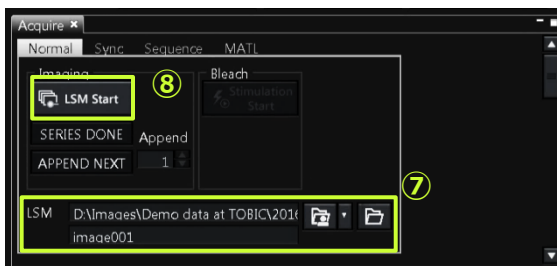 Acquire
Normal Sync Sequence MATL
Imaging
Bleach
⑧
LSM Start
Stimulation
Start
SERIES DONE
Append
APPEND NEXT
1
⑦
LSM
D:\Images\Demo data at TOBIC\2016
image001